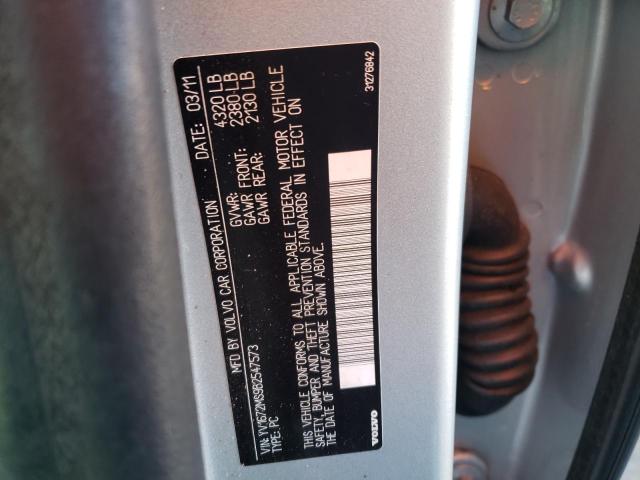 MFD BY VOLVO CAR CORPORATION DATE: 03/11
GVWR: 4320 LB
GAWR FRONT: 2380 LB
GAWR REAR: 2130 LB
VIN: YV1672MS9B2547573
TYPE: PC
THIS VEHICLE CONFORMS TO ALL APPLICABLE FEDERAL MOTOR VEHICLE
SAFETY, BUMPER AND THEFT PREVENTION STANDARDS IN EFFECT ON
THE DATE OF MANUFACTURE SHOWN ABOVE.
VOLVO 31276842